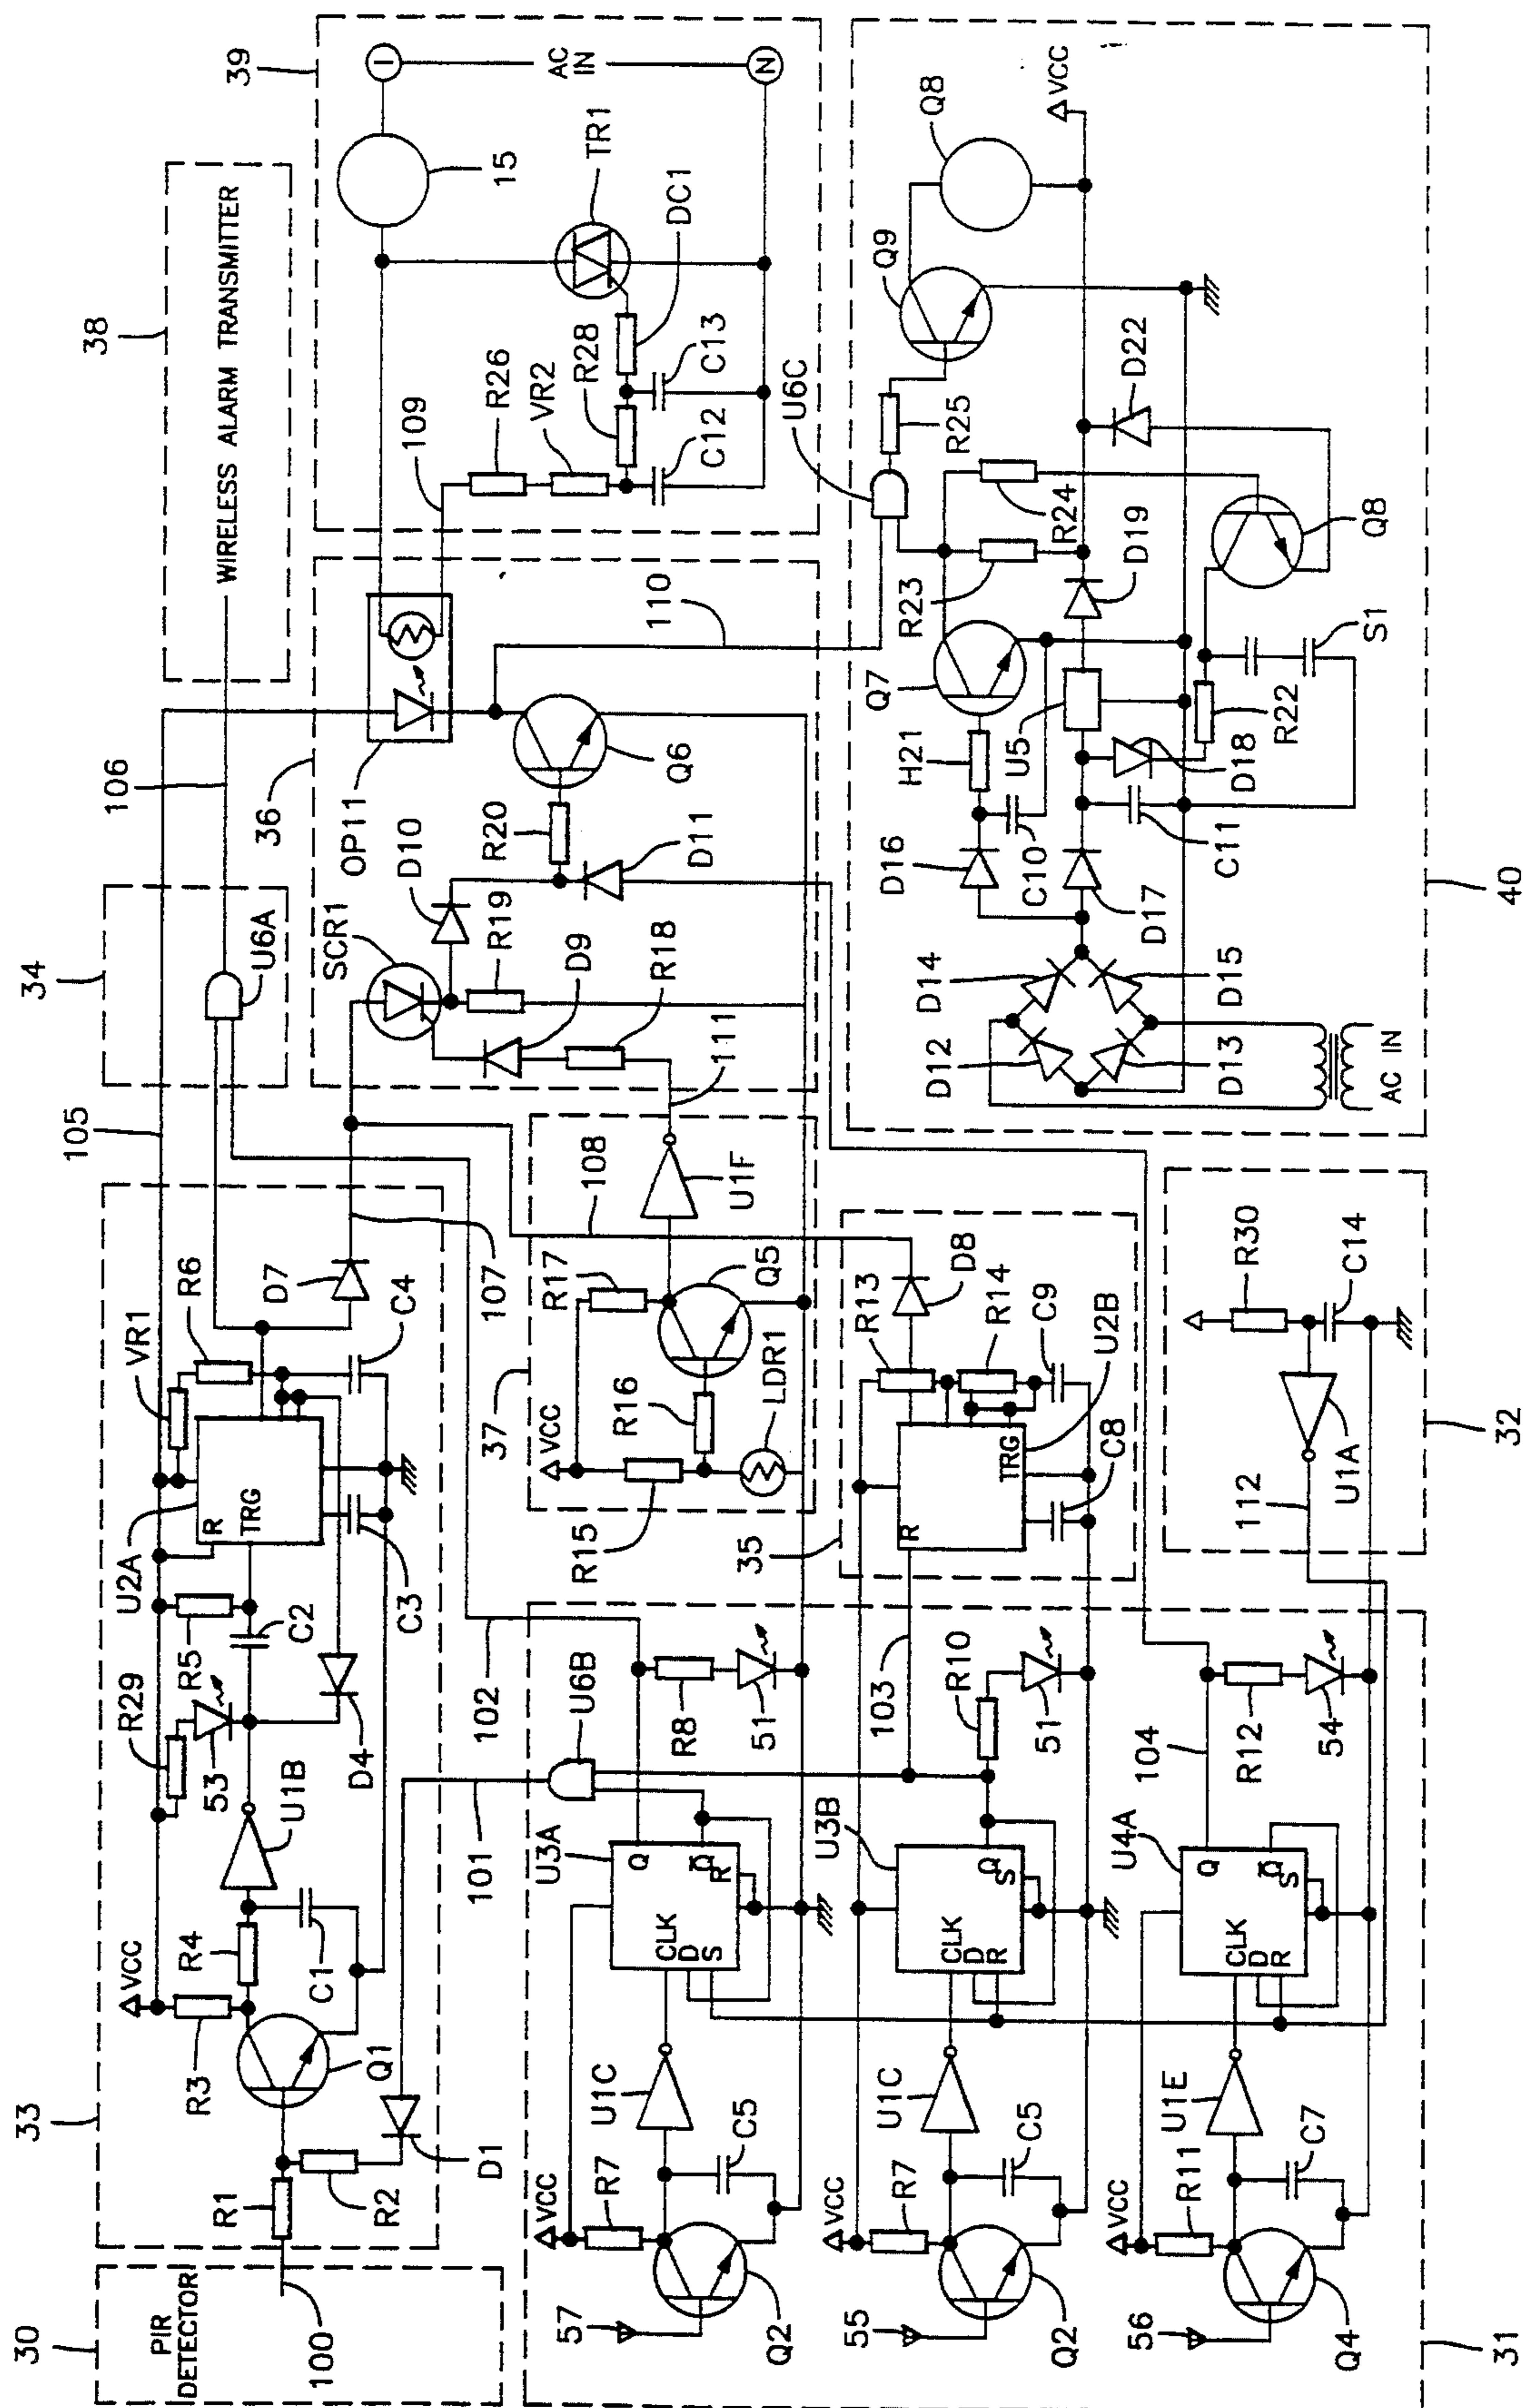 30
PIR
DETECTOR
100
33
R1
R2
D1
VCC
R3
Q1
R4
C1
U1B
R29
53
D4
R5
C2
U2A
R
TRG
C3
VR1
R6
C4
D7
107
105
34
U6A
106
38
WIRELESS ALARM TRANSMITTER
36
OP11
SCR1
D10
R19
D9
R18
111
R20
D11
Q6
110
39
I
AC
IN
N
15
TR1
DC1
R28
C13
R26
VR2
C12
109
37
VCC
R17
R15
R16
Q5
LDR1
U1F
108
35
R
TRG
R13
R14
C9
D8
U2B
C8
31
57
Q2
VCC
R7
C5
U1C
CLK
D
S
Q
Q
R
U3A
U6B
101
102
R8
51
55
Q2
VCC
R7
C5
U1C
CLK
D
R
Q
S
U3B
103
R10
51
56
Q4
VCC
R11
C7
U1E
CLK
D
R
Q
Q
S
U4A
104
R12
54
32
112
U1A
R30
C14
40
AC IN
D12
D13
D14
D15
D16
D17
C10
C11
H21
U5
D18
R22
S1
Q7
R23
D19
R24
Q8
D22
U6C
R25
Q9
Q8
VCC